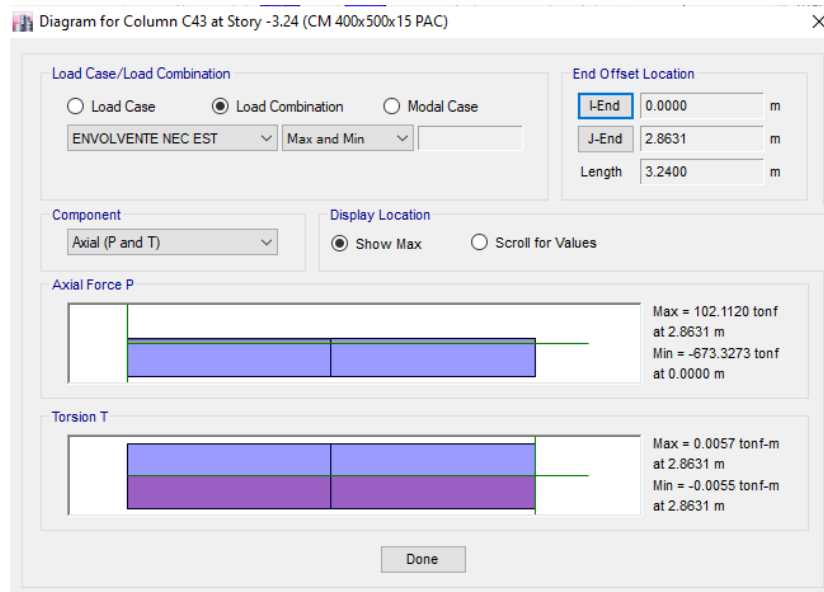 Diagram for Column C43 at Story -3.24 (CM 400x500x15 PAC)
Load Case/Load Combination
Load Case Load Combination Modal Case
ENVOLVENTE NEC EST Max and Min
End Offset Location
I-End 0.0000 m
J-End 2.8631 m
Length 3.2400 m
Component
Axial (P and T)
Display Location
Show Max Scroll for Values
Axial Force P
Max = 102.1120 tonf
at 2.8631 m
Min = -673.3273 tonf
at 0.0000 m
Torsion T
Max = 0.0057 tonf-m
at 2.8631 m
Min = -0.0055 tonf-m
at 2.8631 m
Done